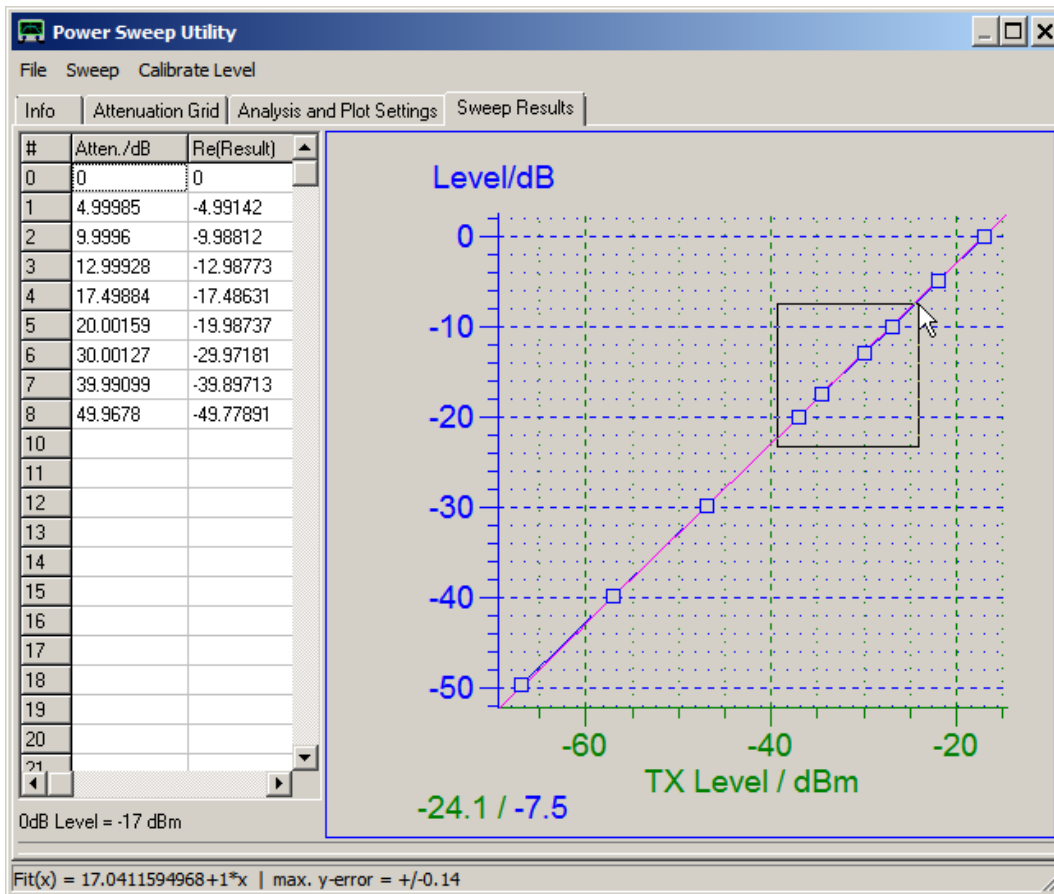 Power Sweep Utility
File Sweep Calibrate Level
Info Attenuation Grid Analysis and Plot Settings Sweep Results
# Atten./dB Re(Result)
0 0 0
1 4.99985 -4.99142
2 9.9996 -9.98812
3 12.99928 -12.98773
4 17.49884 -17.48631
5 20.00159 -19.98737
6 30.00127 -29.97181
7 39.99099 -39.89713
8 49.9678 -49.77891
10
11
12
13
14
15
16
17
18
19
20
21
0dB Level = -17 dBm
Level/dB
0
-10
-20
-30
-40
-50
-60 -40 -20
TX Level / dBm
-24.1 / -7.5
Fit(x) = 17.0411594968+1*x | max. y-error = +/-0.14